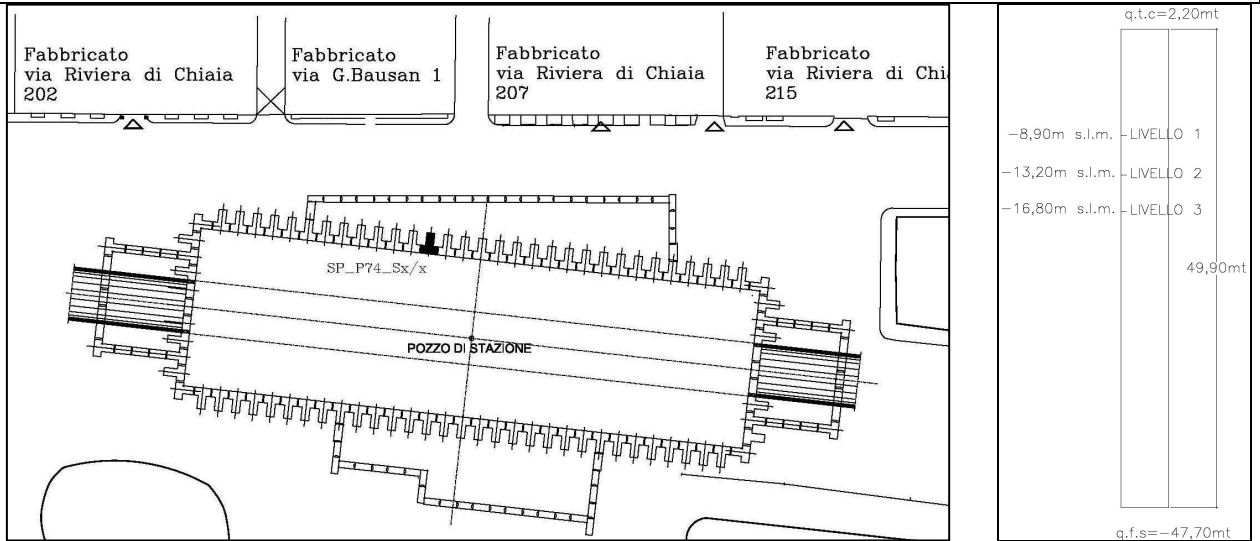 Fabbricato
via Riviera di Chiaia
202
Fabbricato
via G.Bausan 1
Fabbricato
via Riviera di Chiaia
207
Fabbricato
via Riviera di Chi
215
SP_P74_Sx/x
POZZO DI STAZIONE
q.t.c=2,20mt
-8,90m s.l.m. LIVELLO 1
-13,20m s.l.m. LIVELLO 2
-16,80m s.l.m. LIVELLO 3
49,90mt
q.f.s=-47,70mt